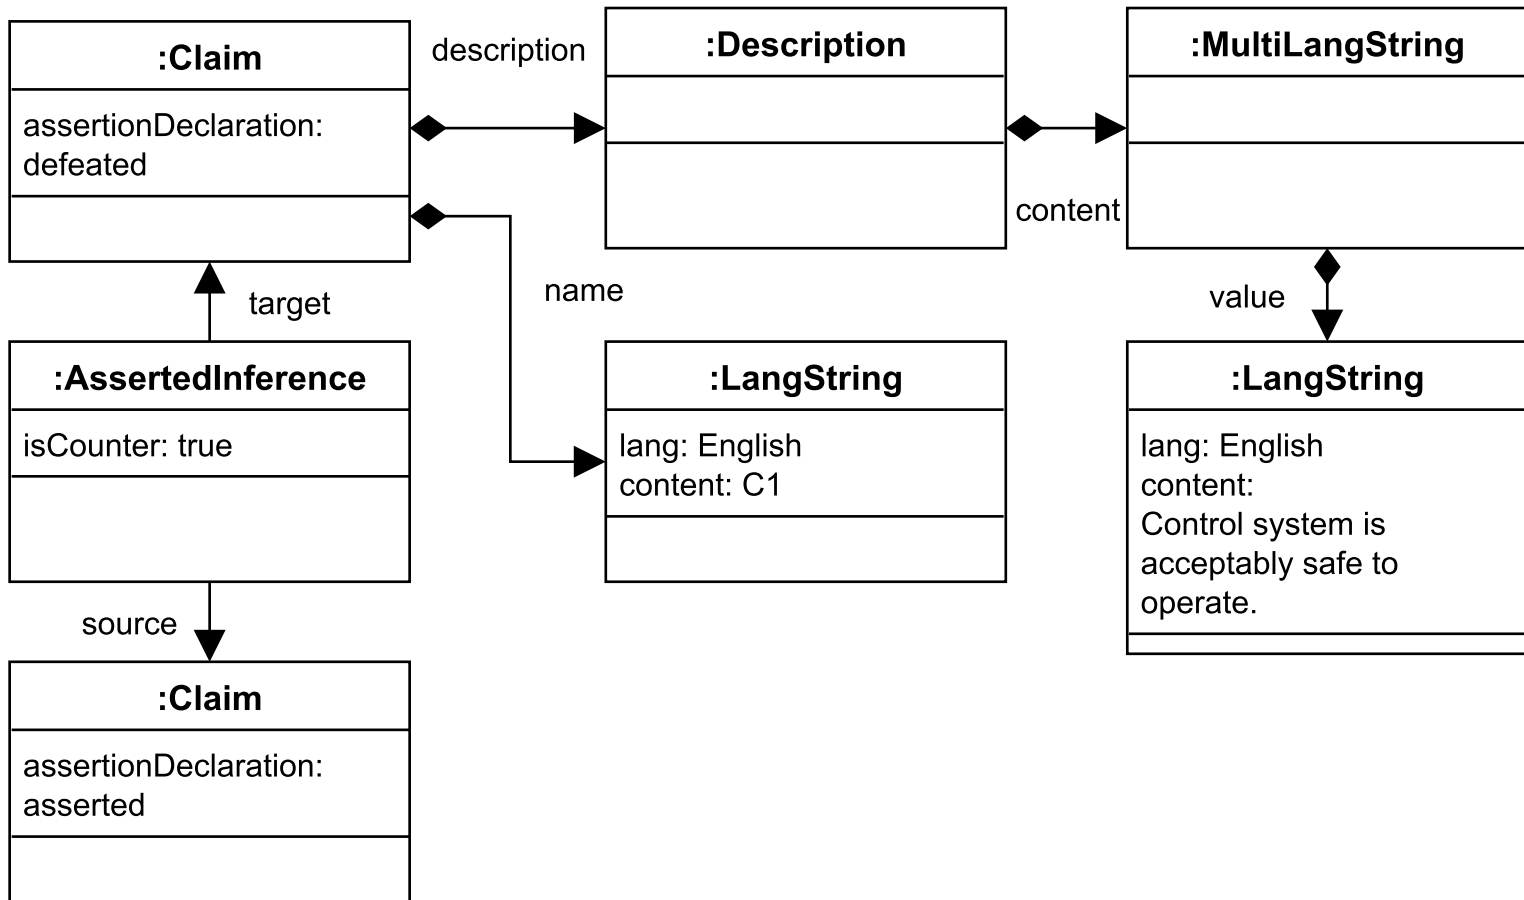 :Claim
assertionDeclaration:
defeated
description
:Description
:MultiLangString
content
target
name
value
:AssertedInference
isCounter: true
:LangString
lang: English
content: C1
:LangString
lang: English
content:
Control system is
acceptably safe to
operate.
source
:Claim
assertionDeclaration:
asserted